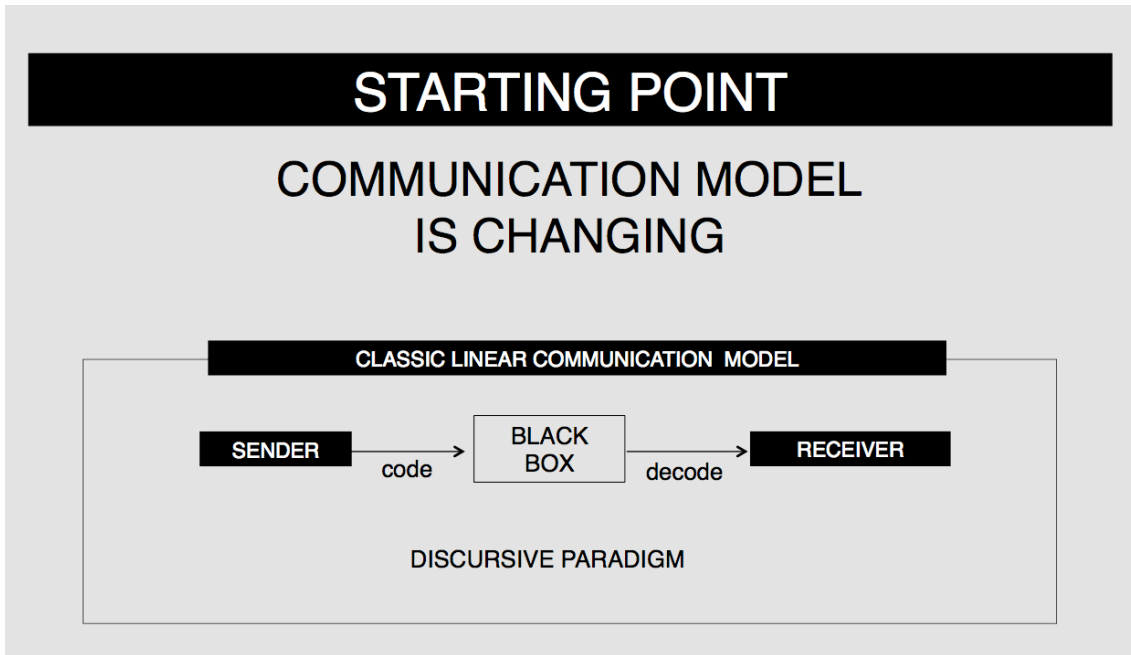 STARTING POINT
COMMUNICATION MODEL
IS CHANGING
CLASSIC LINEAR COMMUNICATION MODEL
SENDER
code
BLACK
BOX
decode
RECEIVER
DISCURSIVE PARADIGM